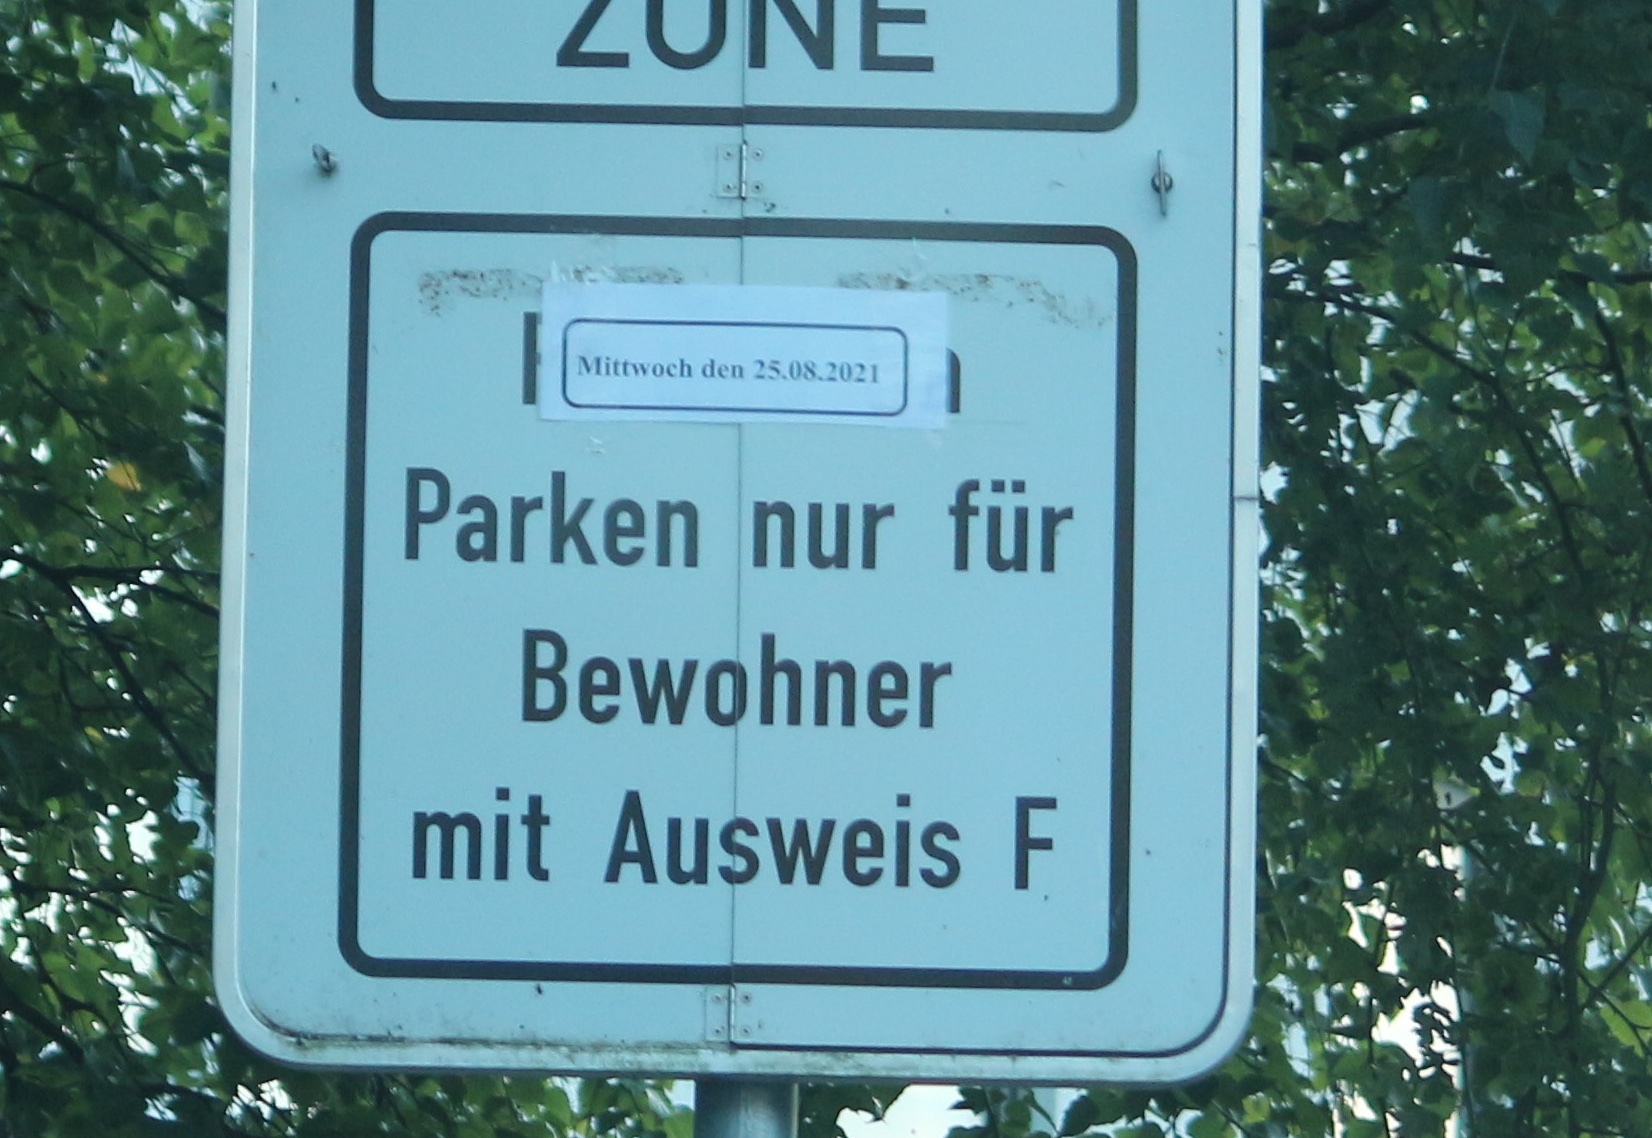 ZONE
Mittwoch den 25.08.2021
Parken nur für
Bewohner
mit Ausweis F